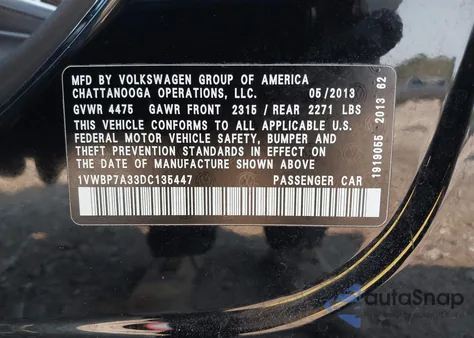 MFD BY VOLKSWAGEN GROUP OF AMERICA
CHATTANOOGA OPERATIONS, LLC. 05/2013
GVWR 4475 GAWR FRONT 2315 / REAR 2271 LBS
THIS VEHICLE CONFORMS TO ALL APPLICABLE U.S.
FEDERAL MOTOR VEHICLE SAFETY, BUMPER AND
THEFT PREVENTION STANDARDS IN EFFECT ON
THE DATE OF MANUFACTURE SHOWN ABOVE.
1VWBP7A33DC135447 PASSENGER CAR
1919055 2013 62
autoSnap